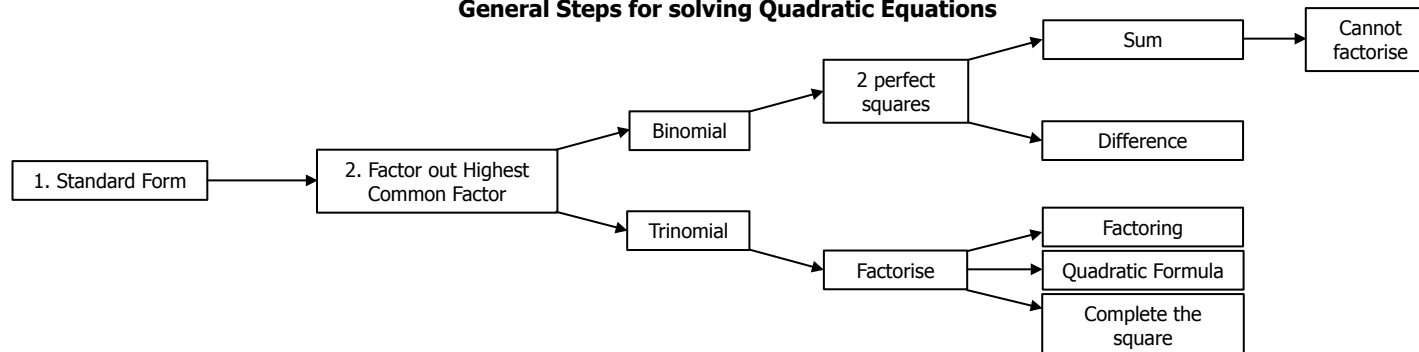 General Steps for solving Quadratic Equations
1. Standard Form
2. Factor out Highest
Common Factor
Binomial
Trinomial
2 perfect
squares
Factorise
Sum
Difference
Factoring
Quadratic Formula
Complete the
square
Cannot
factorise